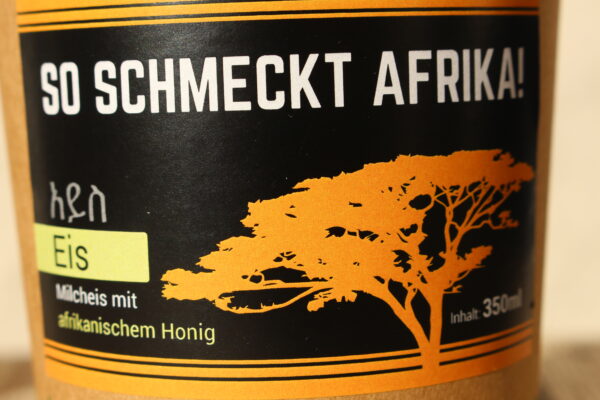 SO SCHMECKT AFRIKA!
አይስ
Eis
Milcheis mit
afrikanischem Honig
Inhalt: 350ml